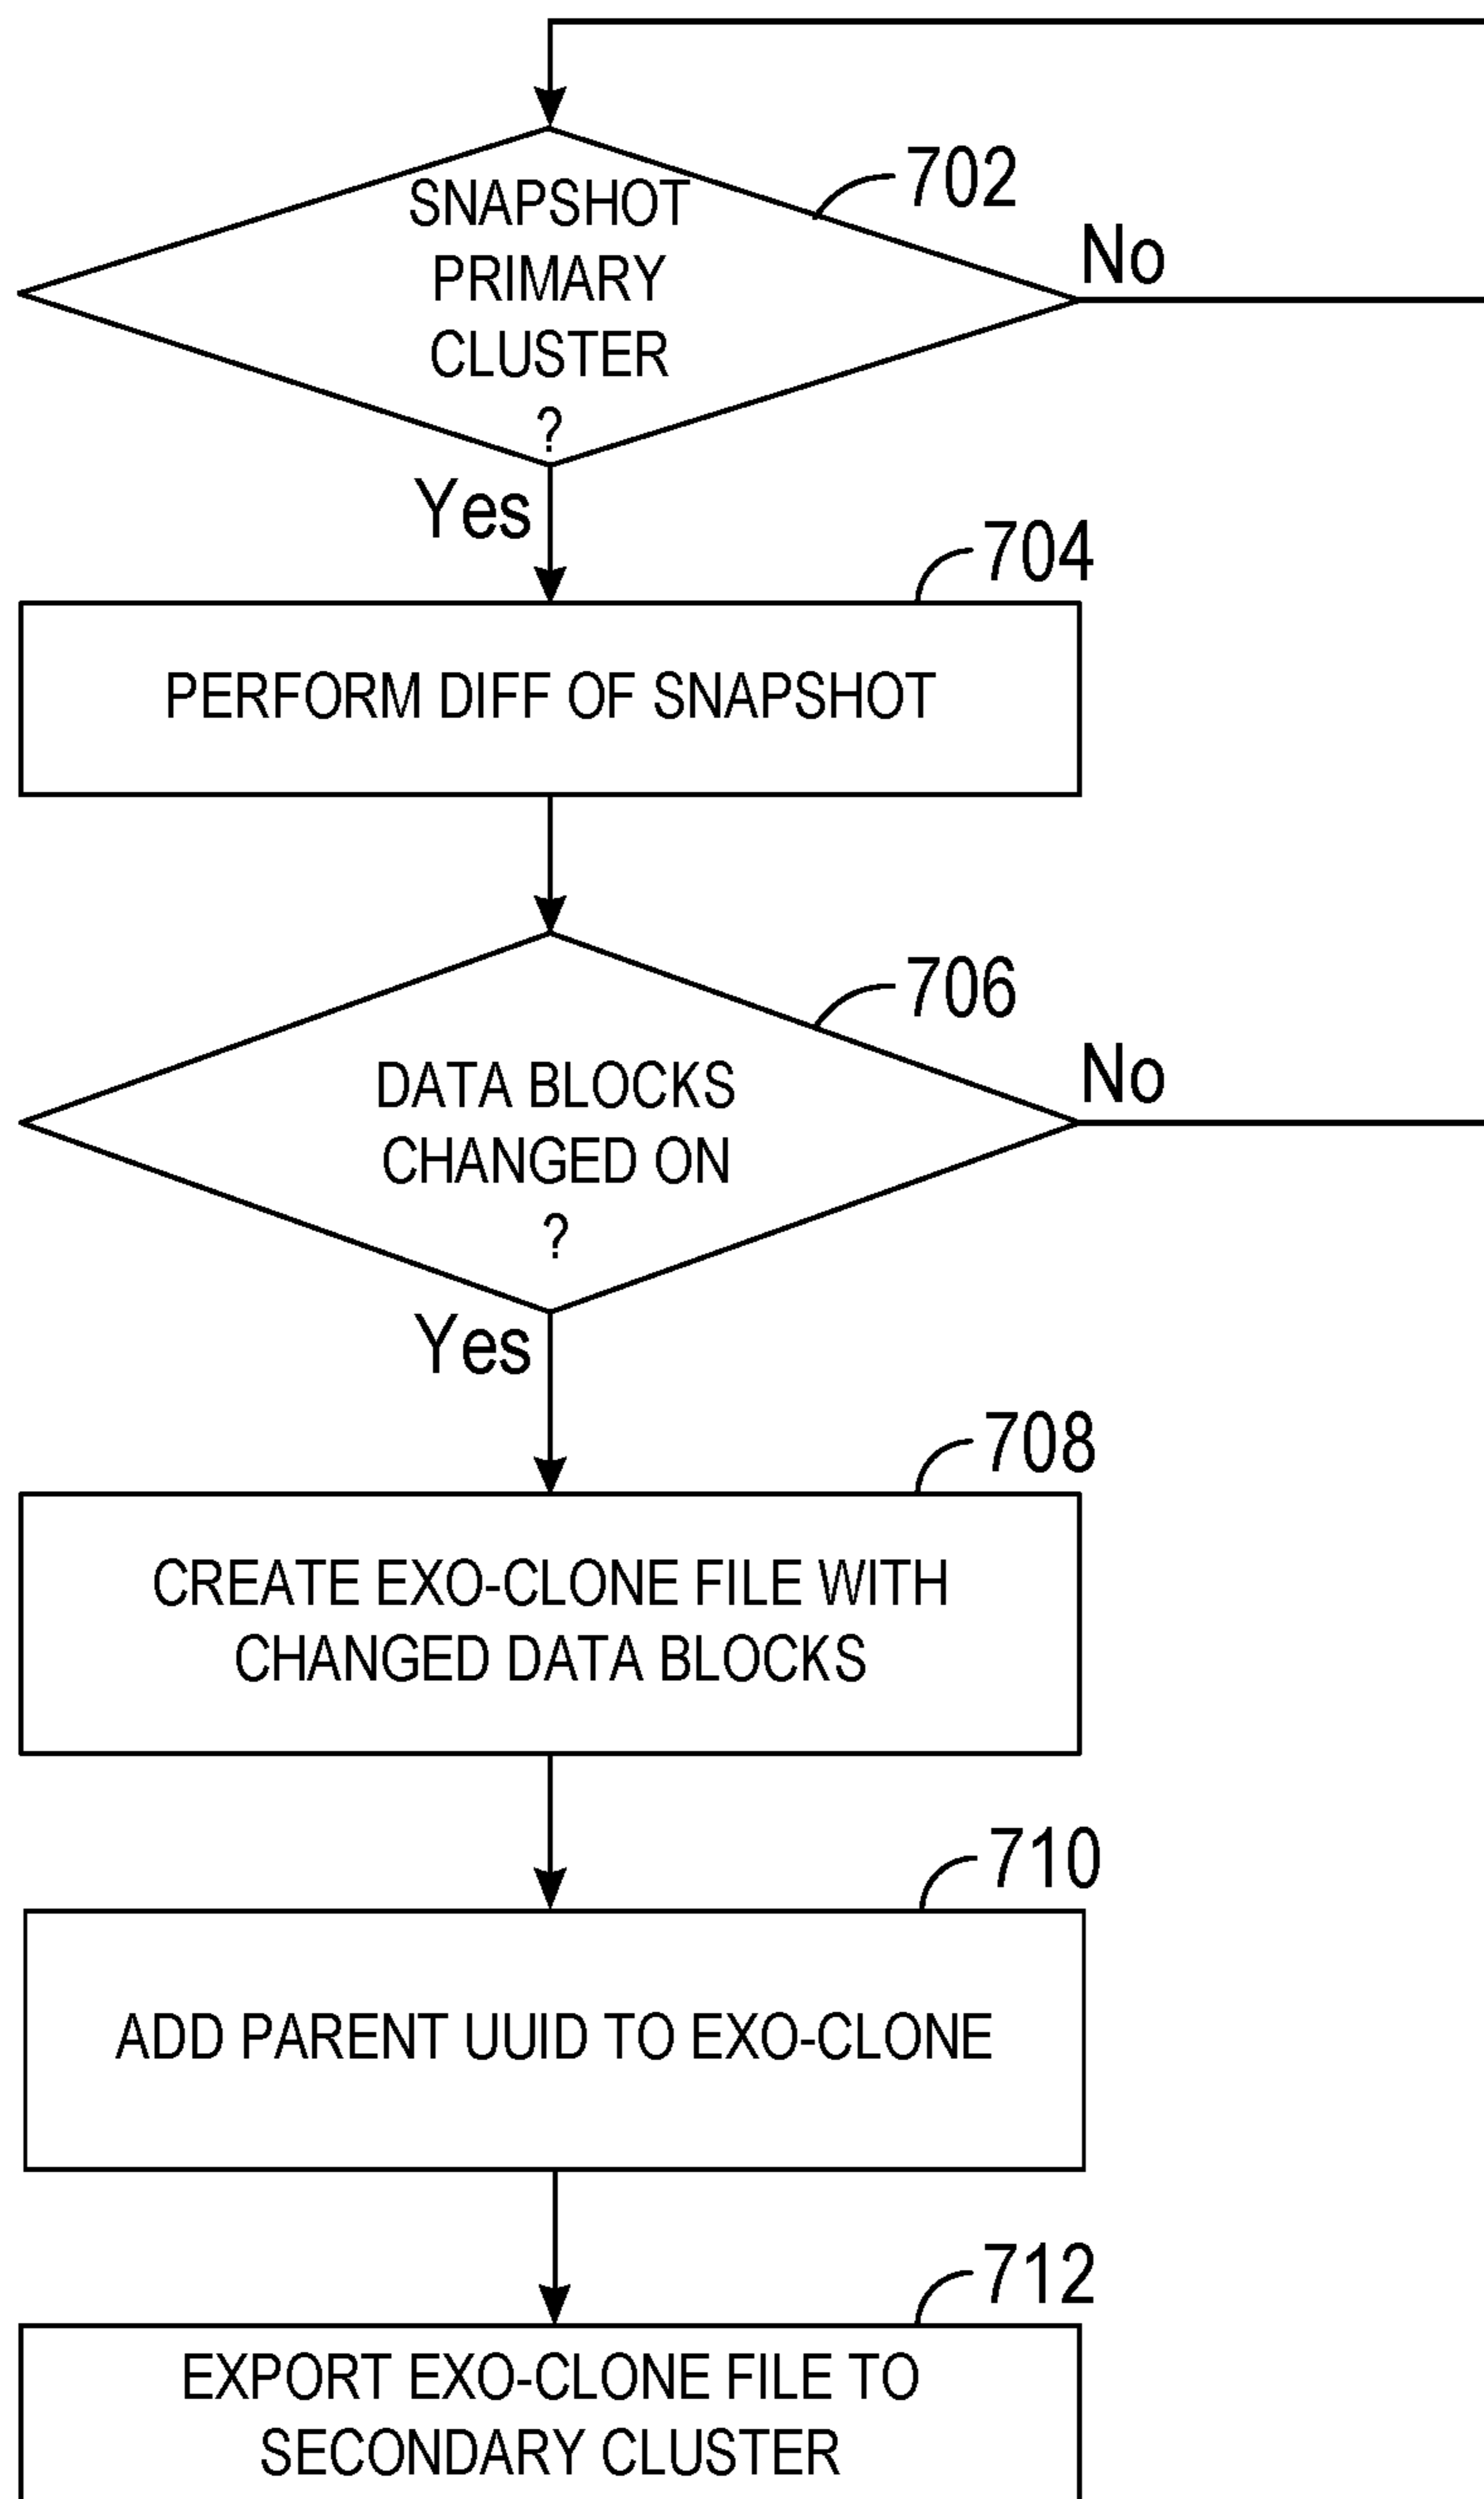 702
SNAPSHOT
PRIMARY
CLUSTER
?
No
Yes
704
PERFORM DIFF OF SNAPSHOT
706
DATA BLOCKS
CHANGED ON
?
No
Yes
708
CREATE EXO-CLONE FILE WITH
CHANGED DATA BLOCKS
710
ADD PARENT UUID TO EXO-CLONE
712
EXPORT EXO-CLONE FILE TO
SECONDARY CLUSTER